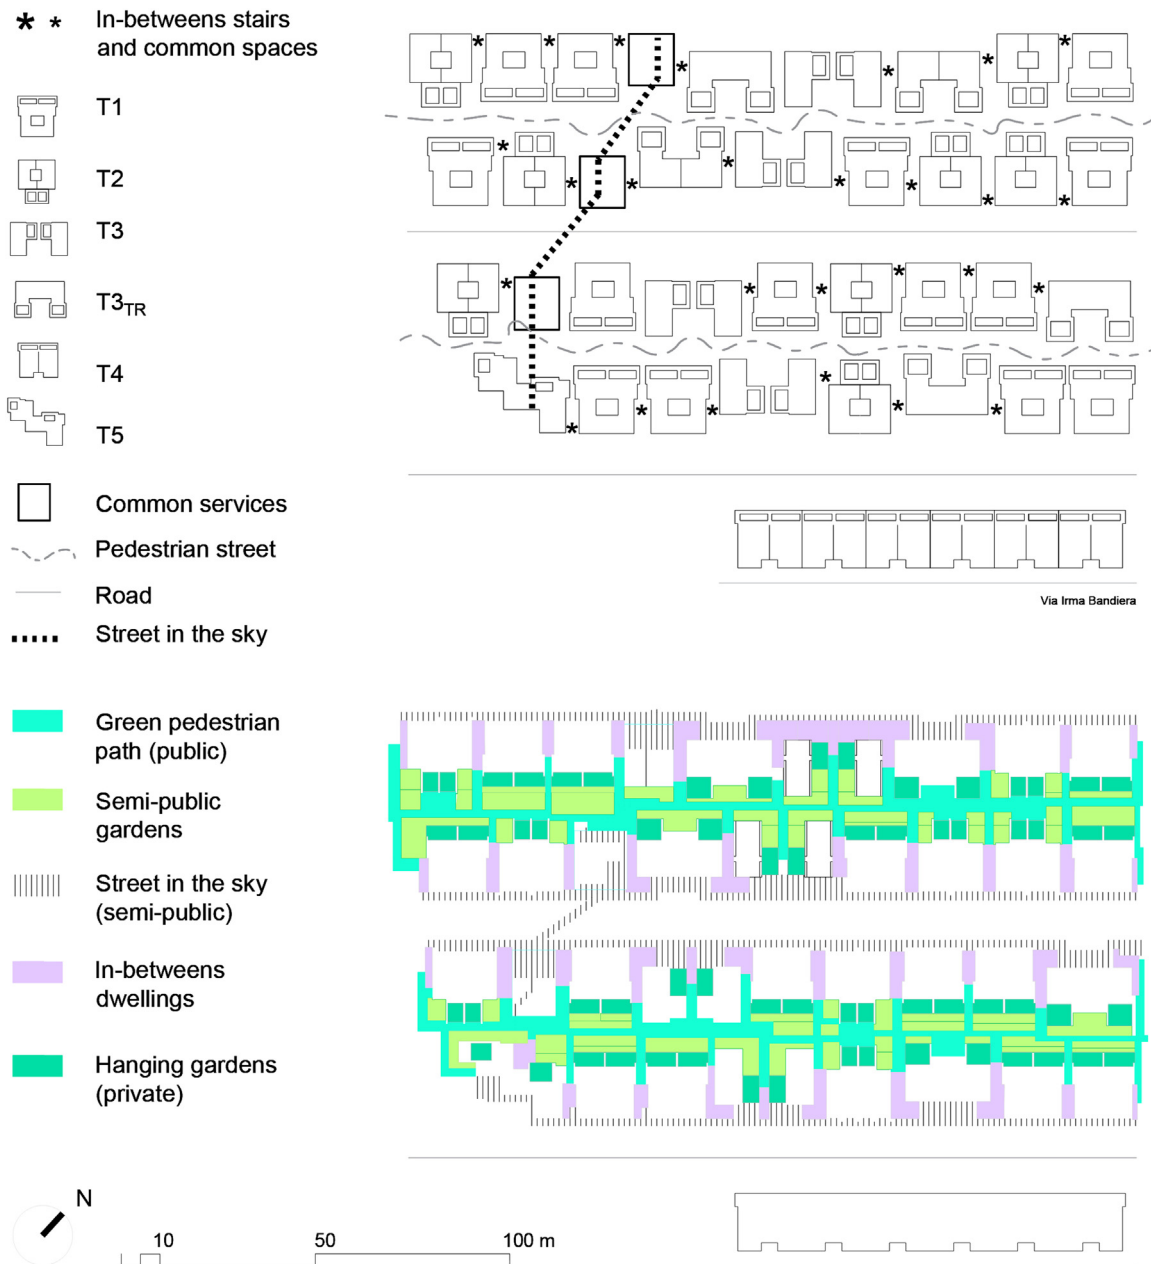 In-betweens stairs
and common spaces
T1
T2
T3
T3TR
T4
T5
Common services
Pedestrian street
Road
Street in the sky
Via Irma Bandiera
Green pedestrian
path (public)
Semi-public
gardens
Street in the sky
(semi-public)
In-betweens
dwellings
Hanging gardens
(private)
N
10 50 100 m